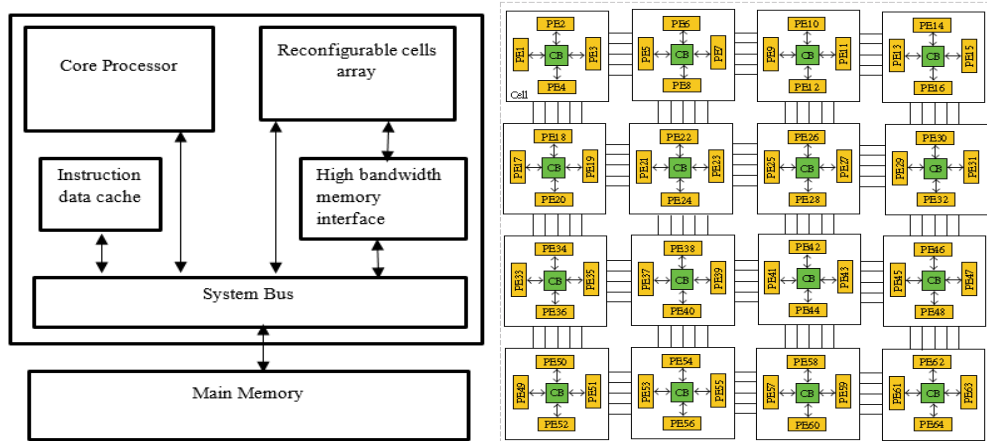 Core Processor
Reconfigurable cells
array
Instruction
data cache
High bandwidth
memory
interface
System Bus
Main Memory
PE2
PE1
CB
PE3
PE4
Cell
PE6
PE5
CB
PE7
PE8
PE10
PE9
CB
PE11
PE12
PE14
PE13
CB
PE15
PE16
PE18
PE17
CB
PE19
PE20
PE22
PE21
CB
PE23
PE24
PE26
PE25
CB
PE27
PE28
PE30
PE29
CB
PE31
PE32
PE34
PE33
CB
PE35
PE36
PE38
PE37
CB
PE39
PE40
PE42
PE41
CB
PE43
PE44
PE46
PE45
CB
PE47
PE48
PE50
PE49
CB
PE51
PE52
PE54
PE53
CB
PE55
PE56
PE58
PE57
CB
PE59
PE60
PE62
PE61
CB
PE63
PE64